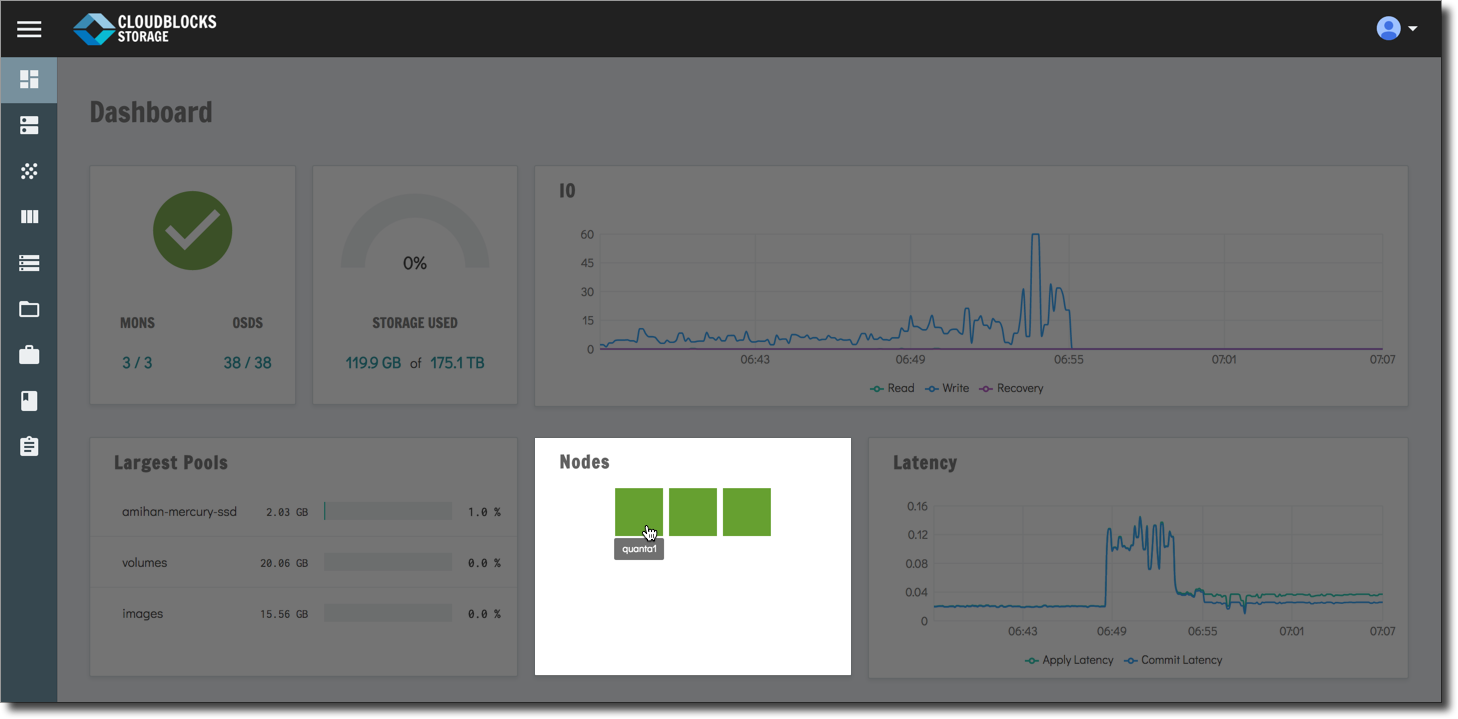 CLOUDBLOCKS
STORAGE
Dashboard
MONS OSDS
3 / 3 38 / 38
0%
STORAGE USED
119.9 GB of 175.1 TB
IO
60
45
30
15
0
06:43 06:49 06:55 07:01 07:07
Read Write Recovery
Largest Pools
amihan-mercury-ssd 2.03 GB 1.0 %
volumes 20.06 GB 0.0 %
images 15.56 GB 0.0 %
Nodes
quanta1
Latency
0.16
0.12
0.08
0.04
0
06:43 06:49 06:55 07:01 07:07
Apply Latency Commit Latency